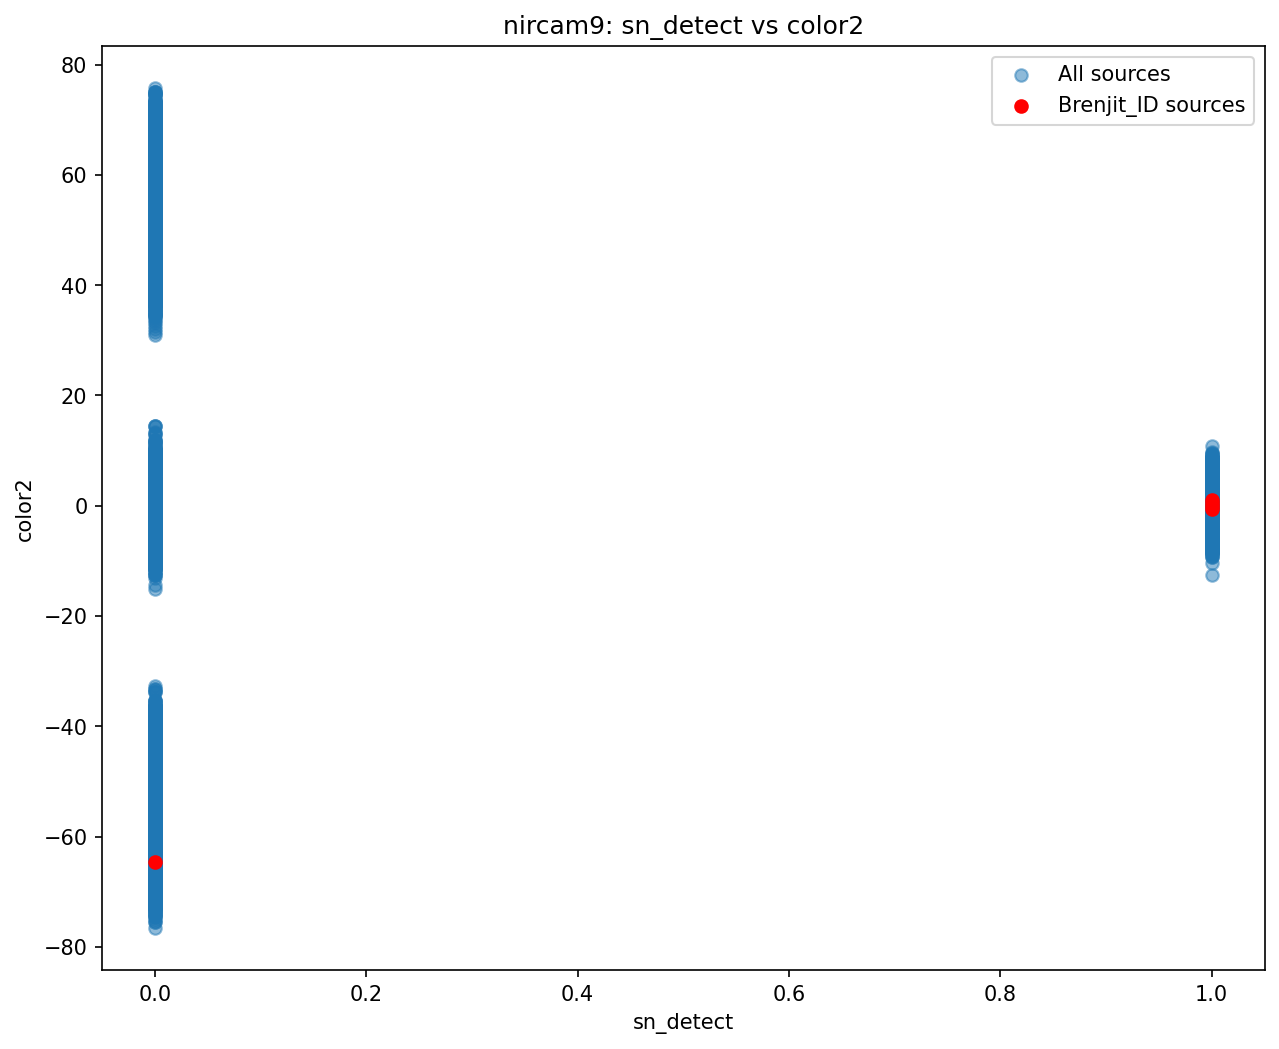 nircam9: sn_detect vs color2
All sources
Brenjit_ID sources
80
60
40
20
0
−20
−40
−60
−80
color2
0.0 0.2 0.4 0.6 0.8 1.0
sn_detect